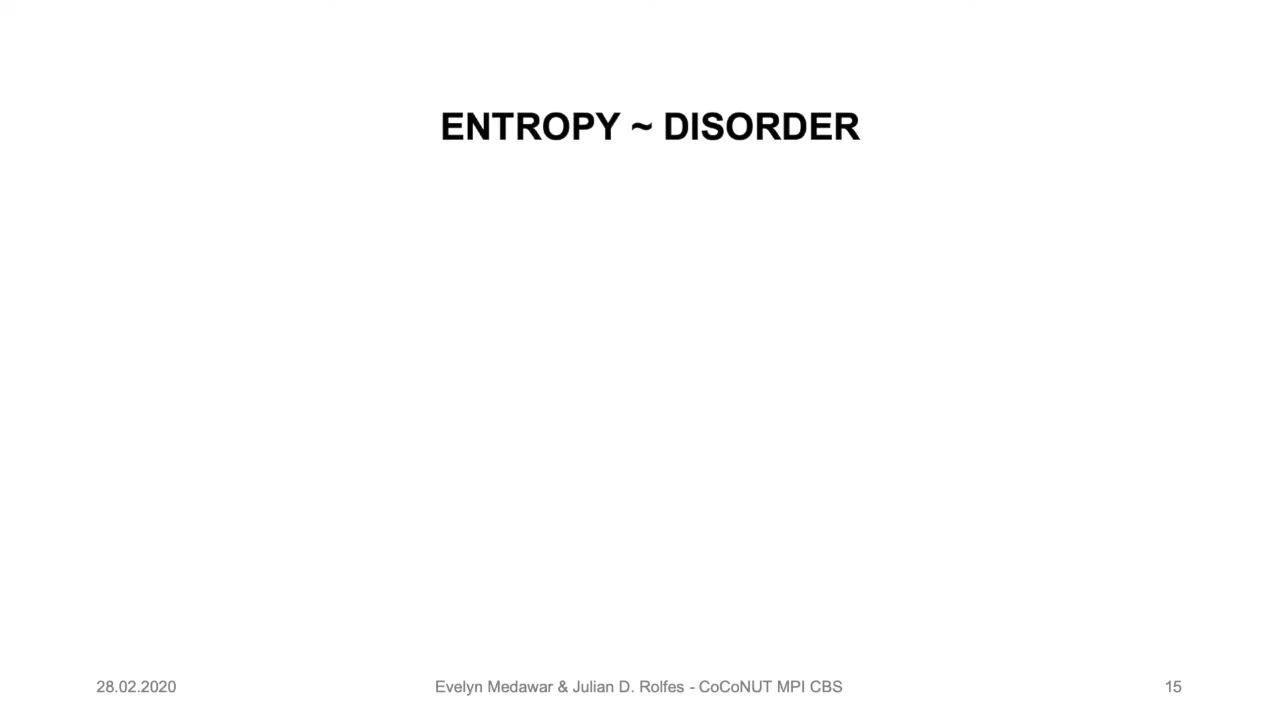 ENTROPY ~ DISORDER
28.02.2020
Evelyn Medawar & Julian D. Rolfes - CoCoNUT MPI CBS
15